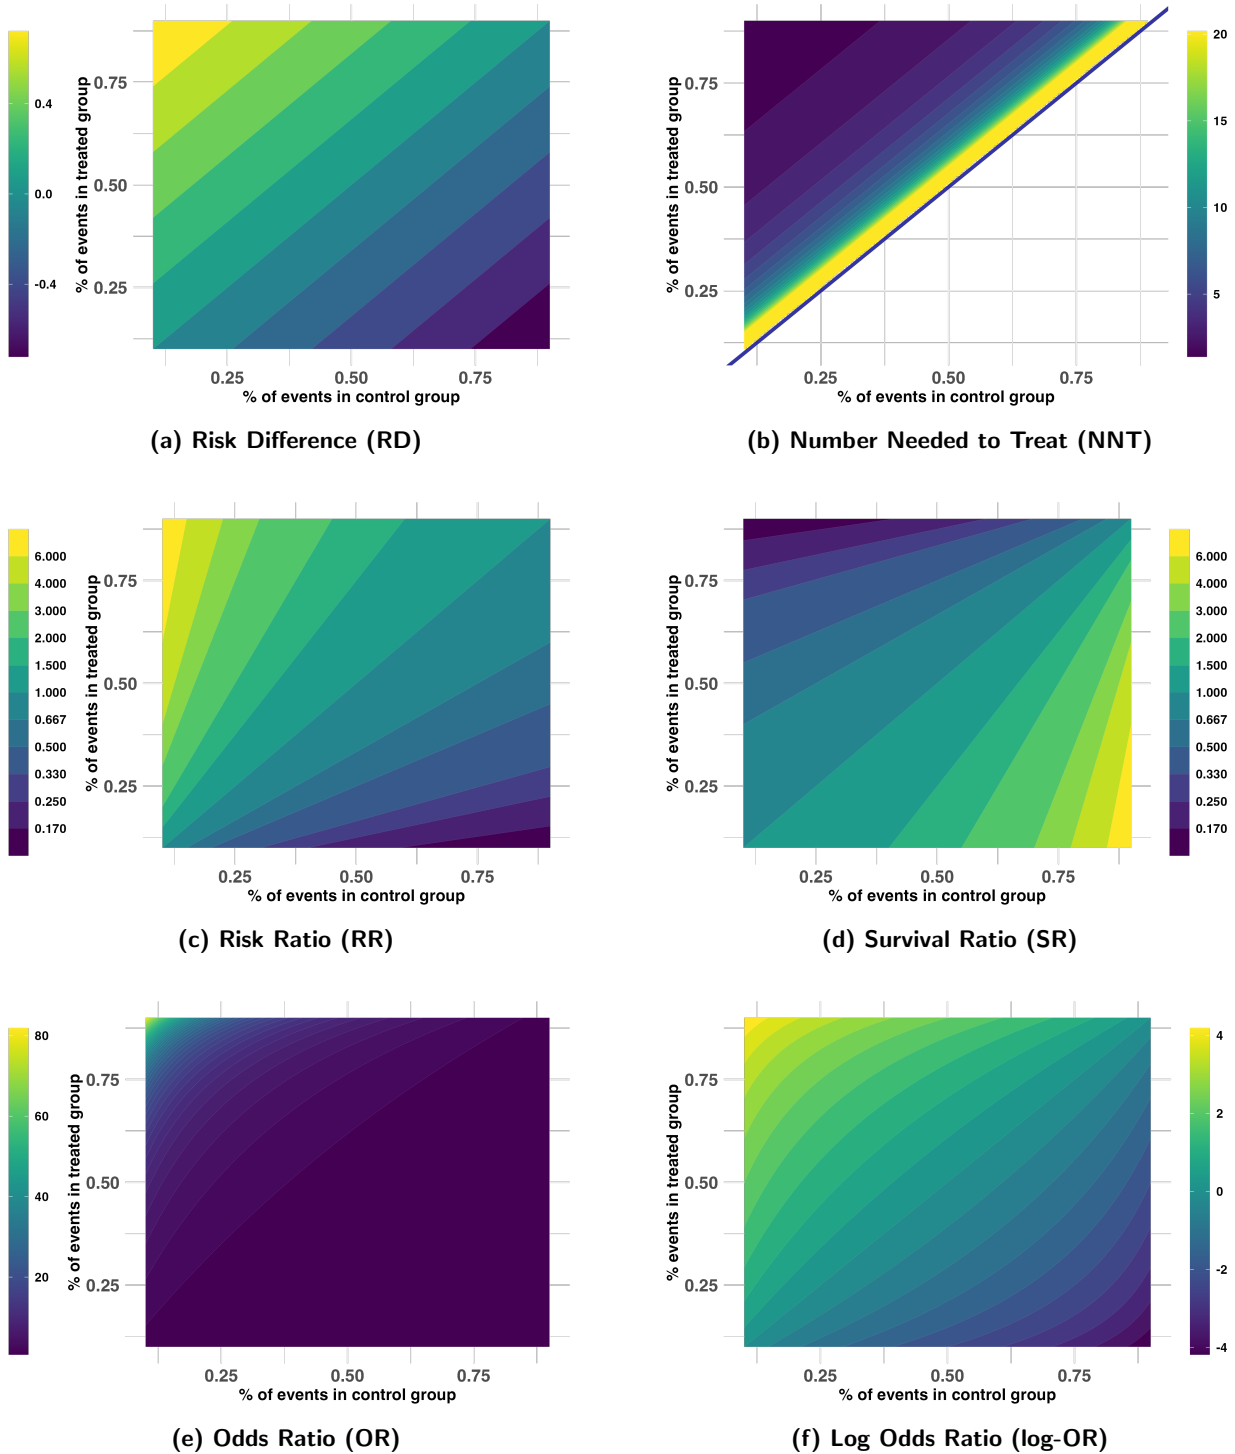 0.4
0.0
-0.4
% of events in treated group
0.75
0.50
0.25
0.25 0.50 0.75
% of events in control group
(a) Risk Difference (RD)
% of events in treated group
0.75
0.50
0.25
0.25 0.50 0.75
% of events in control group
20
15
10
5
(b) Number Needed to Treat (NNT)
6.000
4.000
3.000
2.000
1.500
1.000
0.667
0.500
0.330
0.250
0.170
% of events in treated group
0.75
0.50
0.25
0.25 0.50 0.75
% of events in control group
(c) Risk Ratio (RR)
% of events in treated group
0.75
0.50
0.25
0.25 0.50 0.75
% of events in control group
6.000
4.000
3.000
2.000
1.500
1.000
0.667
0.500
0.330
0.250
0.170
(d) Survival Ratio (SR)
80
60
40
20
% of events in treated group
0.75
0.50
0.25
0.25 0.50 0.75
% of events in control group
(e) Odds Ratio (OR)
% events in treated group
0.75
0.50
0.25
0.25 0.50 0.75
% of events in control group
4
2
0
-2
-4
(f) Log Odds Ratio (log-OR)